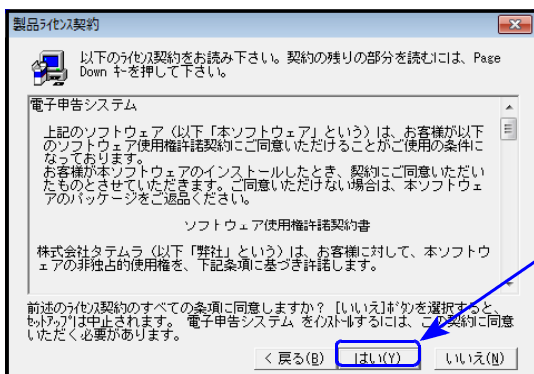 製品ﾗｲｾﾝｽ契約
以下のﾗｲｾﾝｽ契約をお読み下さい。契約の残りの部分を読むには、Page
Down ｷｰを押して下さい。
電子申告システム
上記のソフトウェア（以下「本ソフトウェア」という）は、お客様が以下
のソフトウェア使用権許諾契約にご同意いただけることがご使用の条件に
なっております。
お客様が本ソフトウェアのインストールしたとき、契約にご同意いただい
たものとさせていただきます。ご同意いただけない場合は、本ソフトウェ
アのパッケージをご返品ください。
ソフトウェア使用権許諾契約書
株式会社タテムラ（以下「弊社」という）は、お客様に対して、本ソフトウ
ェアの非独占的使用権を、下記条項に基づき許諾します。
前述のﾗｲｾﾝｽ契約のすべての条項に同意しますか？ [いいえ]ﾎﾞﾀﾝを選択すると、
ｾｯﾄｱｯﾌﾟは中止されます。 電子申告システム をｲﾝｽﾄｰﾙするには、この契約に同意
いただく必要があります。
< 戻る(B) はい(Y) いいえ(N)